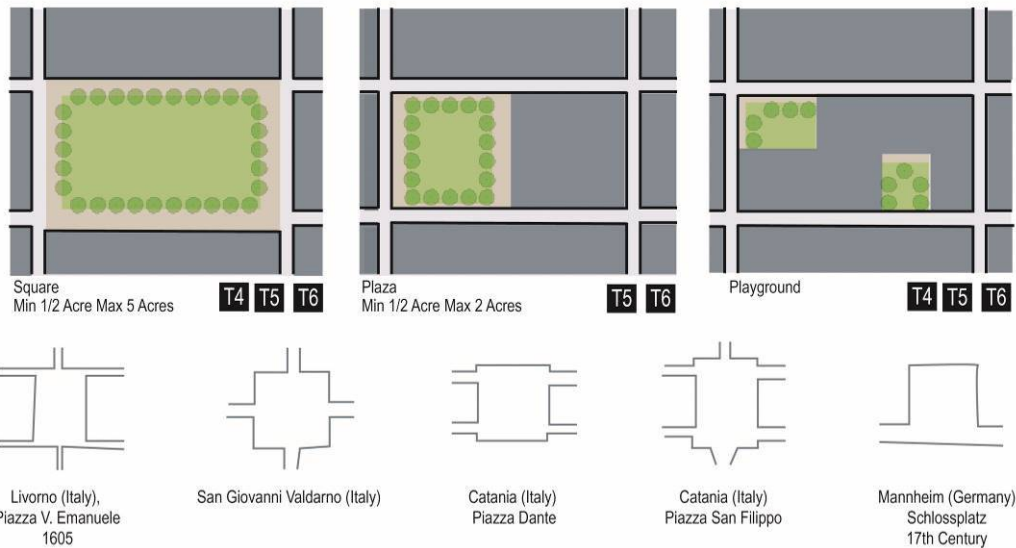 Square
Min 1/2 Acre Max 5 Acres
T4 T5 T6
Plaza
Min 1/2 Acre Max 2 Acres
T5 T6
Playground
T4 T5 T6
Livorno (Italy),
Piazza V. Emanuele
1605
San Giovanni Valdarno (Italy)
Catania (Italy)
Piazza Dante
Catania (Italy)
Piazza San Filippo
Mannheim (Germany)
Schlossplatz
17th Century